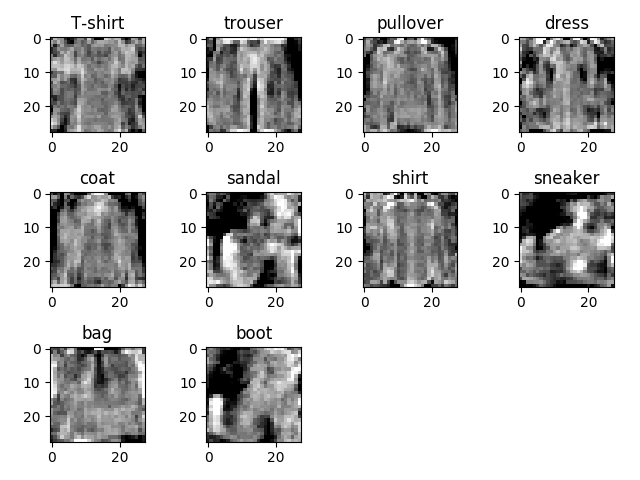 T-shirt trouser pullover dress
0 0 0 0
10 10 10 10
20 20 20 20
0 20 0 20 0 20 0 20
coat sandal shirt sneaker
0 0 0 0
10 10 10 10
20 20 20 20
0 20 0 20 0 20 0 20
bag boot
0 0
10 10
20 20
0 20 0 20